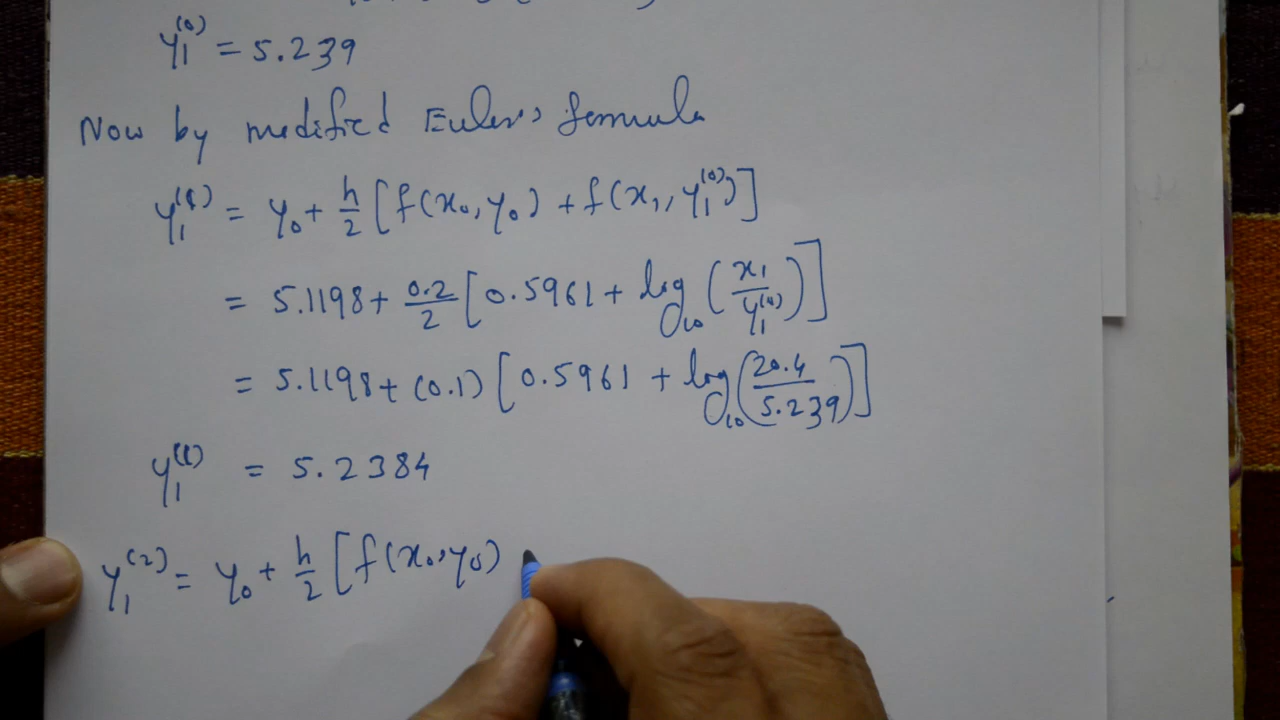 y₁⁽⁰⁾ = 5.239
Now by modified Euler's formula
y₁⁽¹⁾ = y₀ + h/2 [f(x₀, y₀) + f(x₁, y₁⁽⁰⁾)]
= 5.1198 + 0.2/2 [0.5961 + log₁₀ (x₁/y₁⁽⁰⁾)]
= 5.1198 + (0.1) [0.5961 + log₁₀ (20.4/5.239)]
y₁⁽¹⁾ = 5.2384
y₁⁽²⁾ = y₀ + h/2 [f(x₀, y₀)